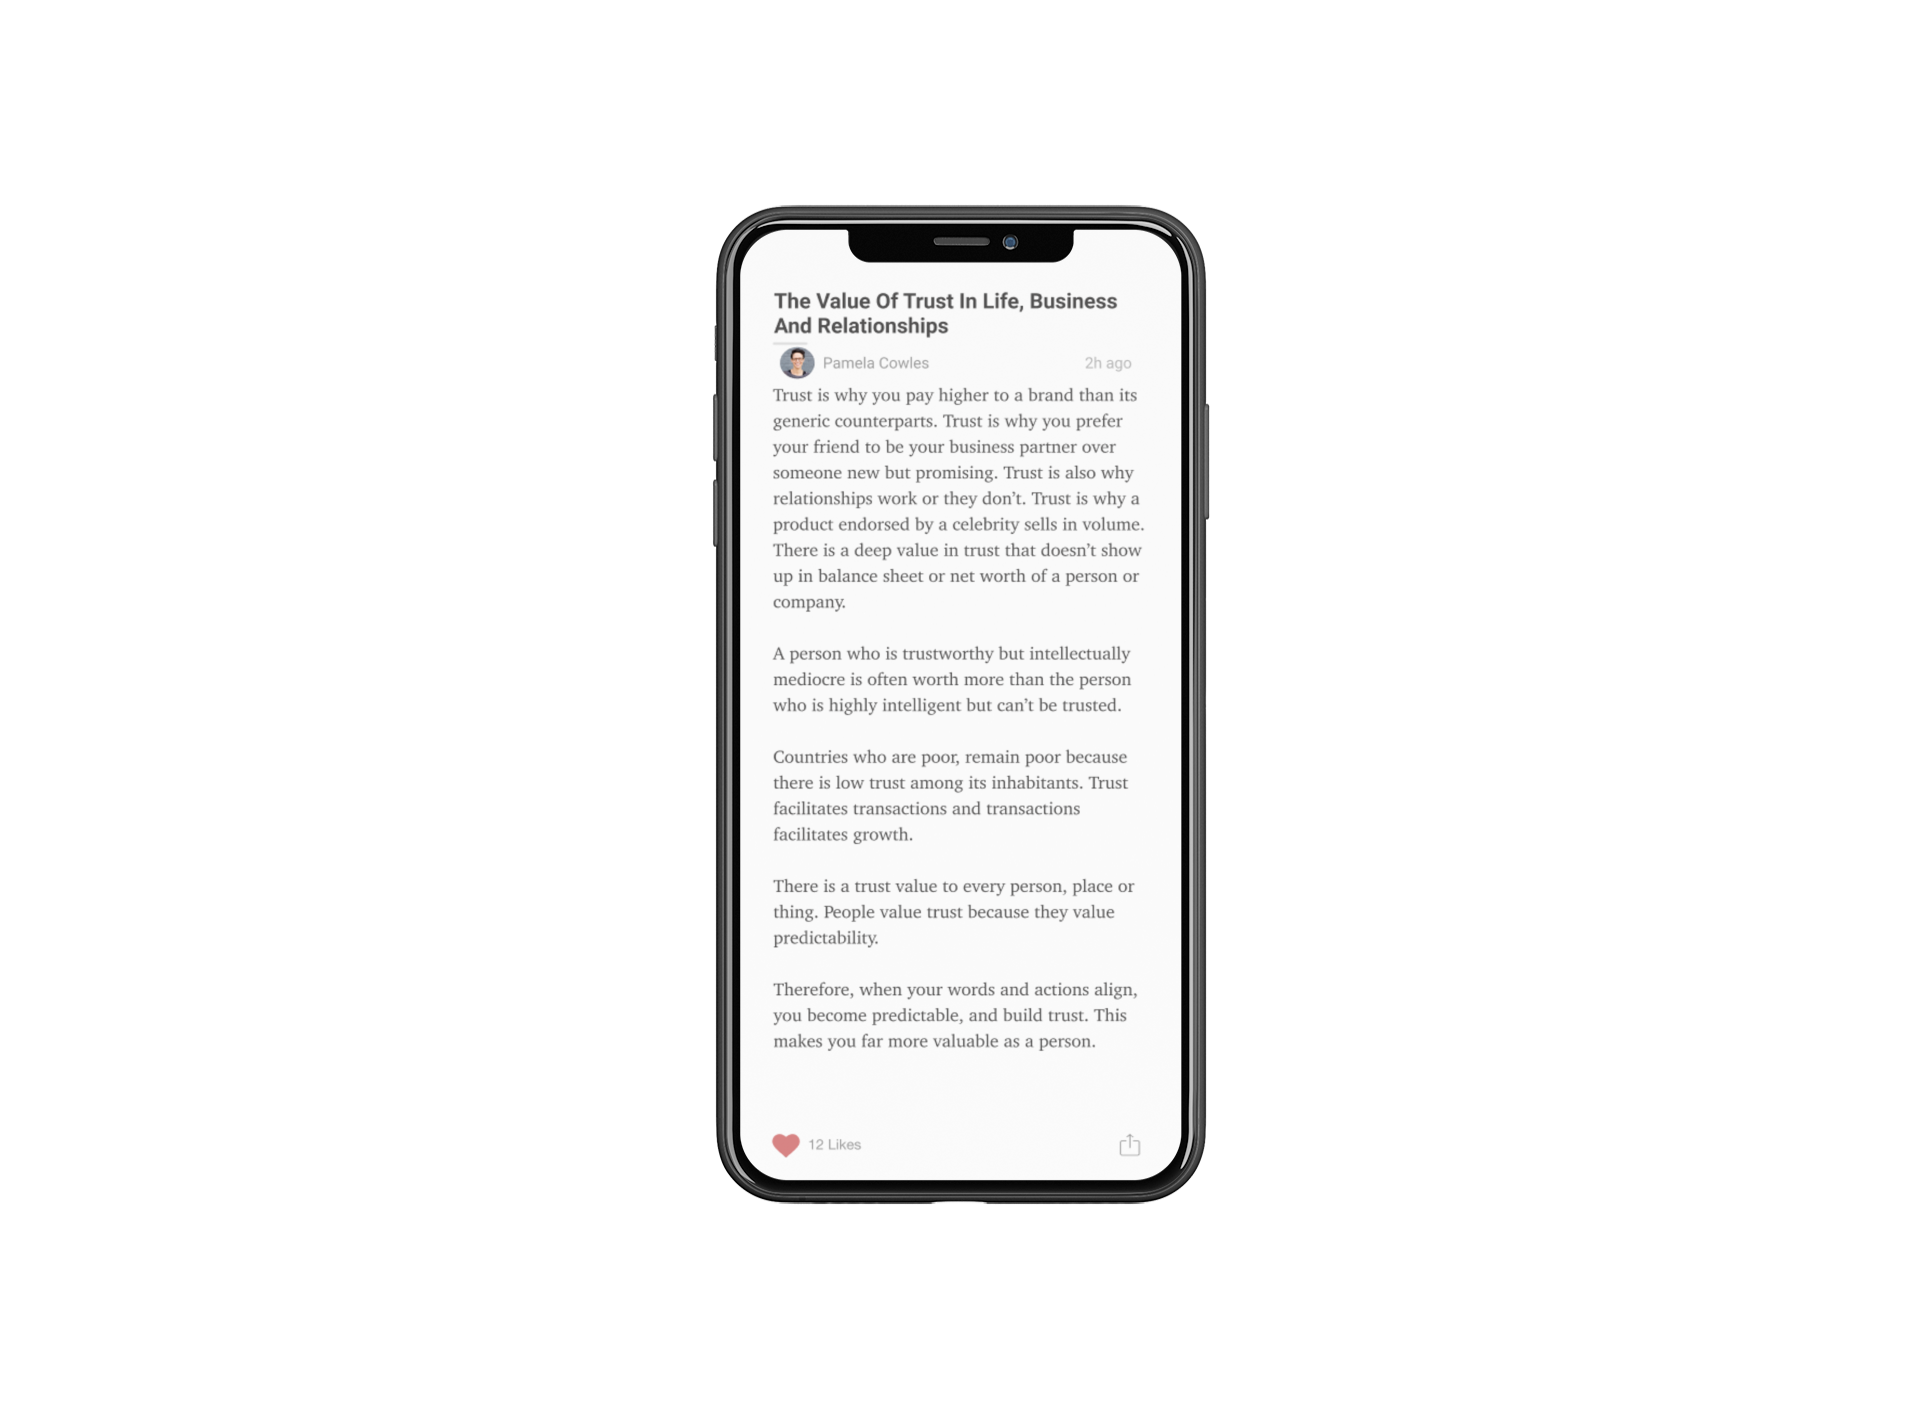 The Value Of Trust In Life, Business
And Relationships
Pamela Cowles
2h ago
Trust is why you pay higher to a brand than its
generic counterparts. Trust is why you prefer
your friend to be your business partner over
someone new but promising. Trust is also why
relationships work or they don’t. Trust is why a
product endorsed by a celebrity sells in volume.
There is a deep value in trust that doesn’t show
up in balance sheet or net worth of a person or
company.
A person who is trustworthy but intellectually
mediocre is often worth more than the person
who is highly intelligent but can’t be trusted.
Countries who are poor, remain poor because
there is low trust among its inhabitants. Trust
facilitates transactions and transactions
facilitates growth.
There is a trust value to every person, place or
thing. People value trust because they value
predictability.
Therefore, when your words and actions align,
you become predictable, and build trust. This
makes you far more valuable as a person.
12 Likes